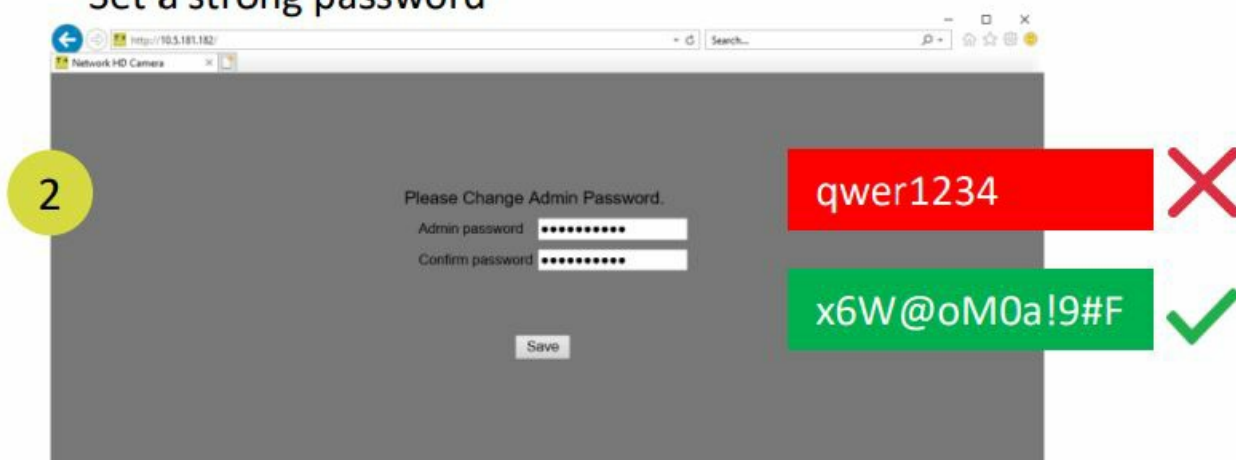 Set a strong password
http://10.5.181.182/
Search...
Network HD Camera
2
Please Change Admin Password.
Admin password ●●●●●●●●●●
Confirm password ●●●●●●●●●●
Save
qwer1234
x6W@oM0a!9#F